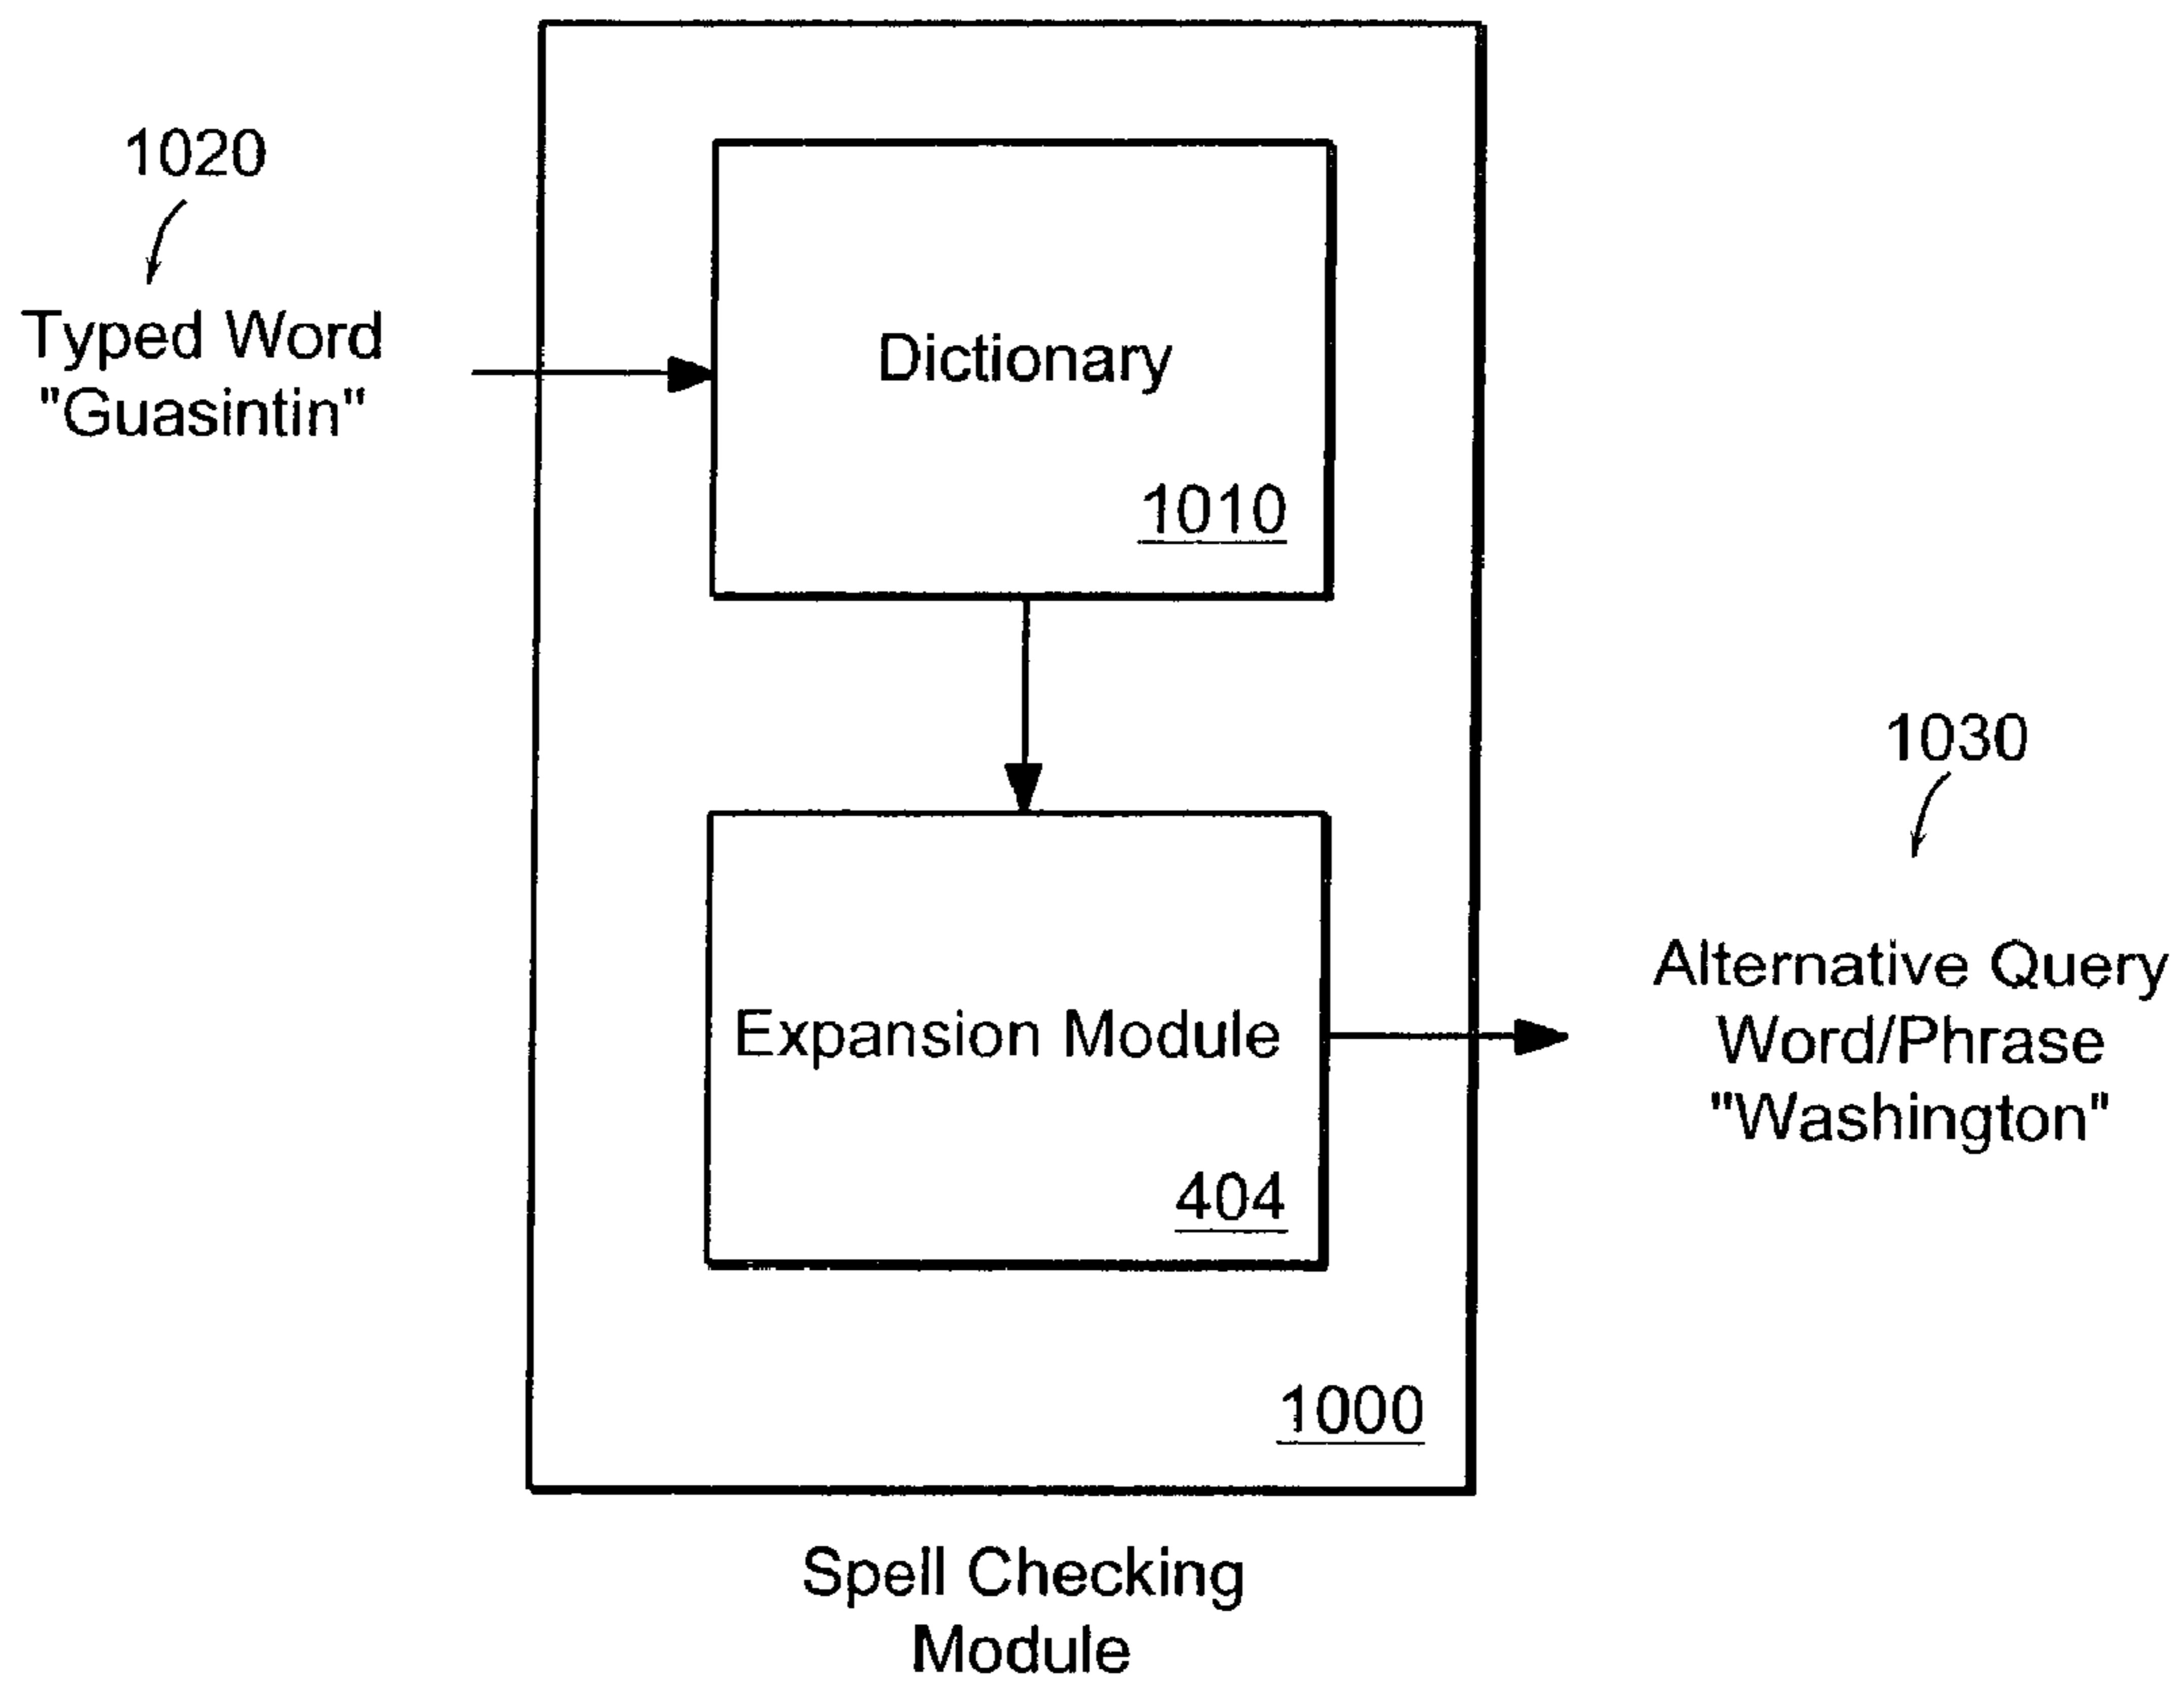 1020
Typed Word
"Guasintin"
Dictionary
1010
1030
Alternative Query
Word/Phrase
"Washington"
Expansion Module
404
1000
Spell Checking
Module